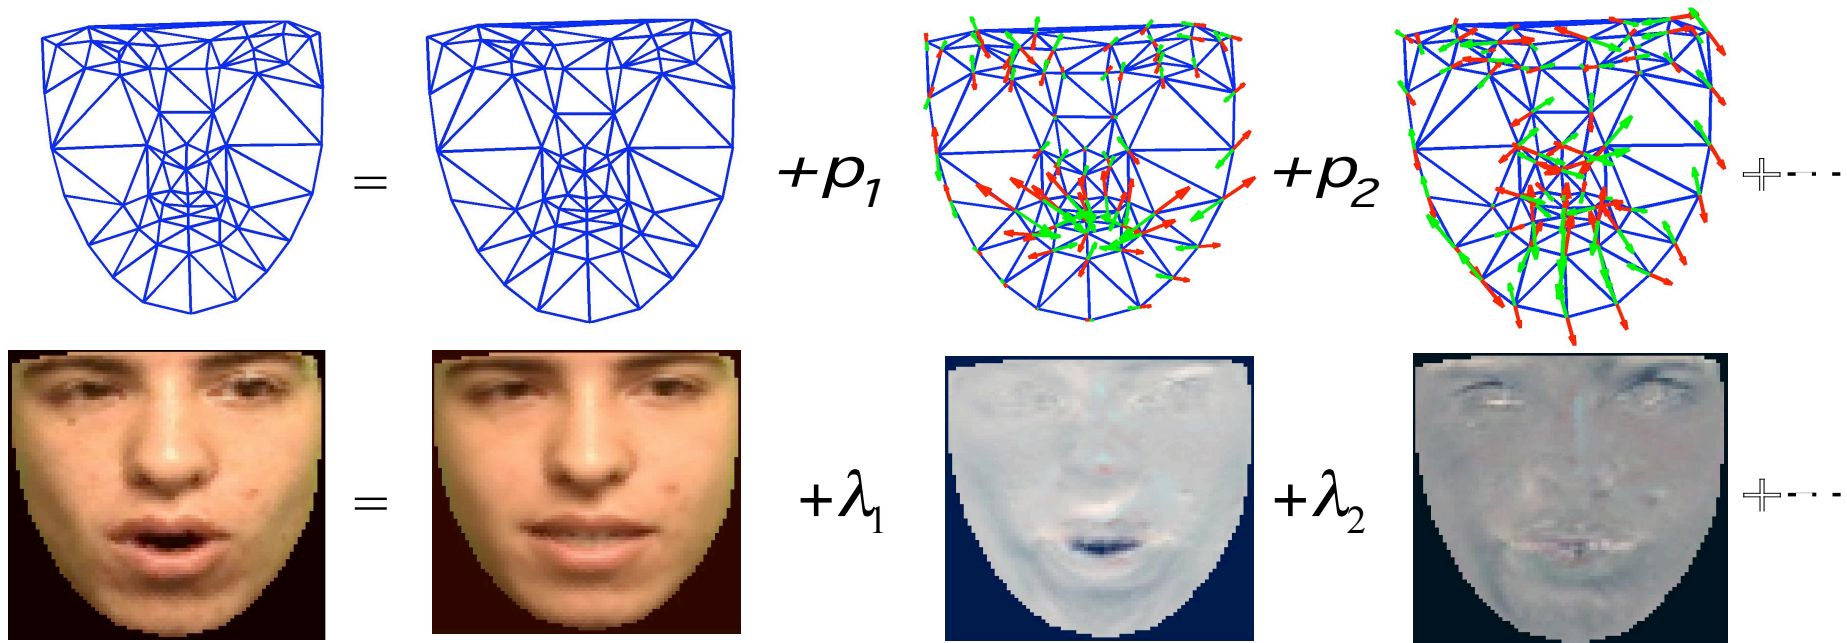 = +p₁ +p₂ +---
= +λ₁ +λ₂ +---